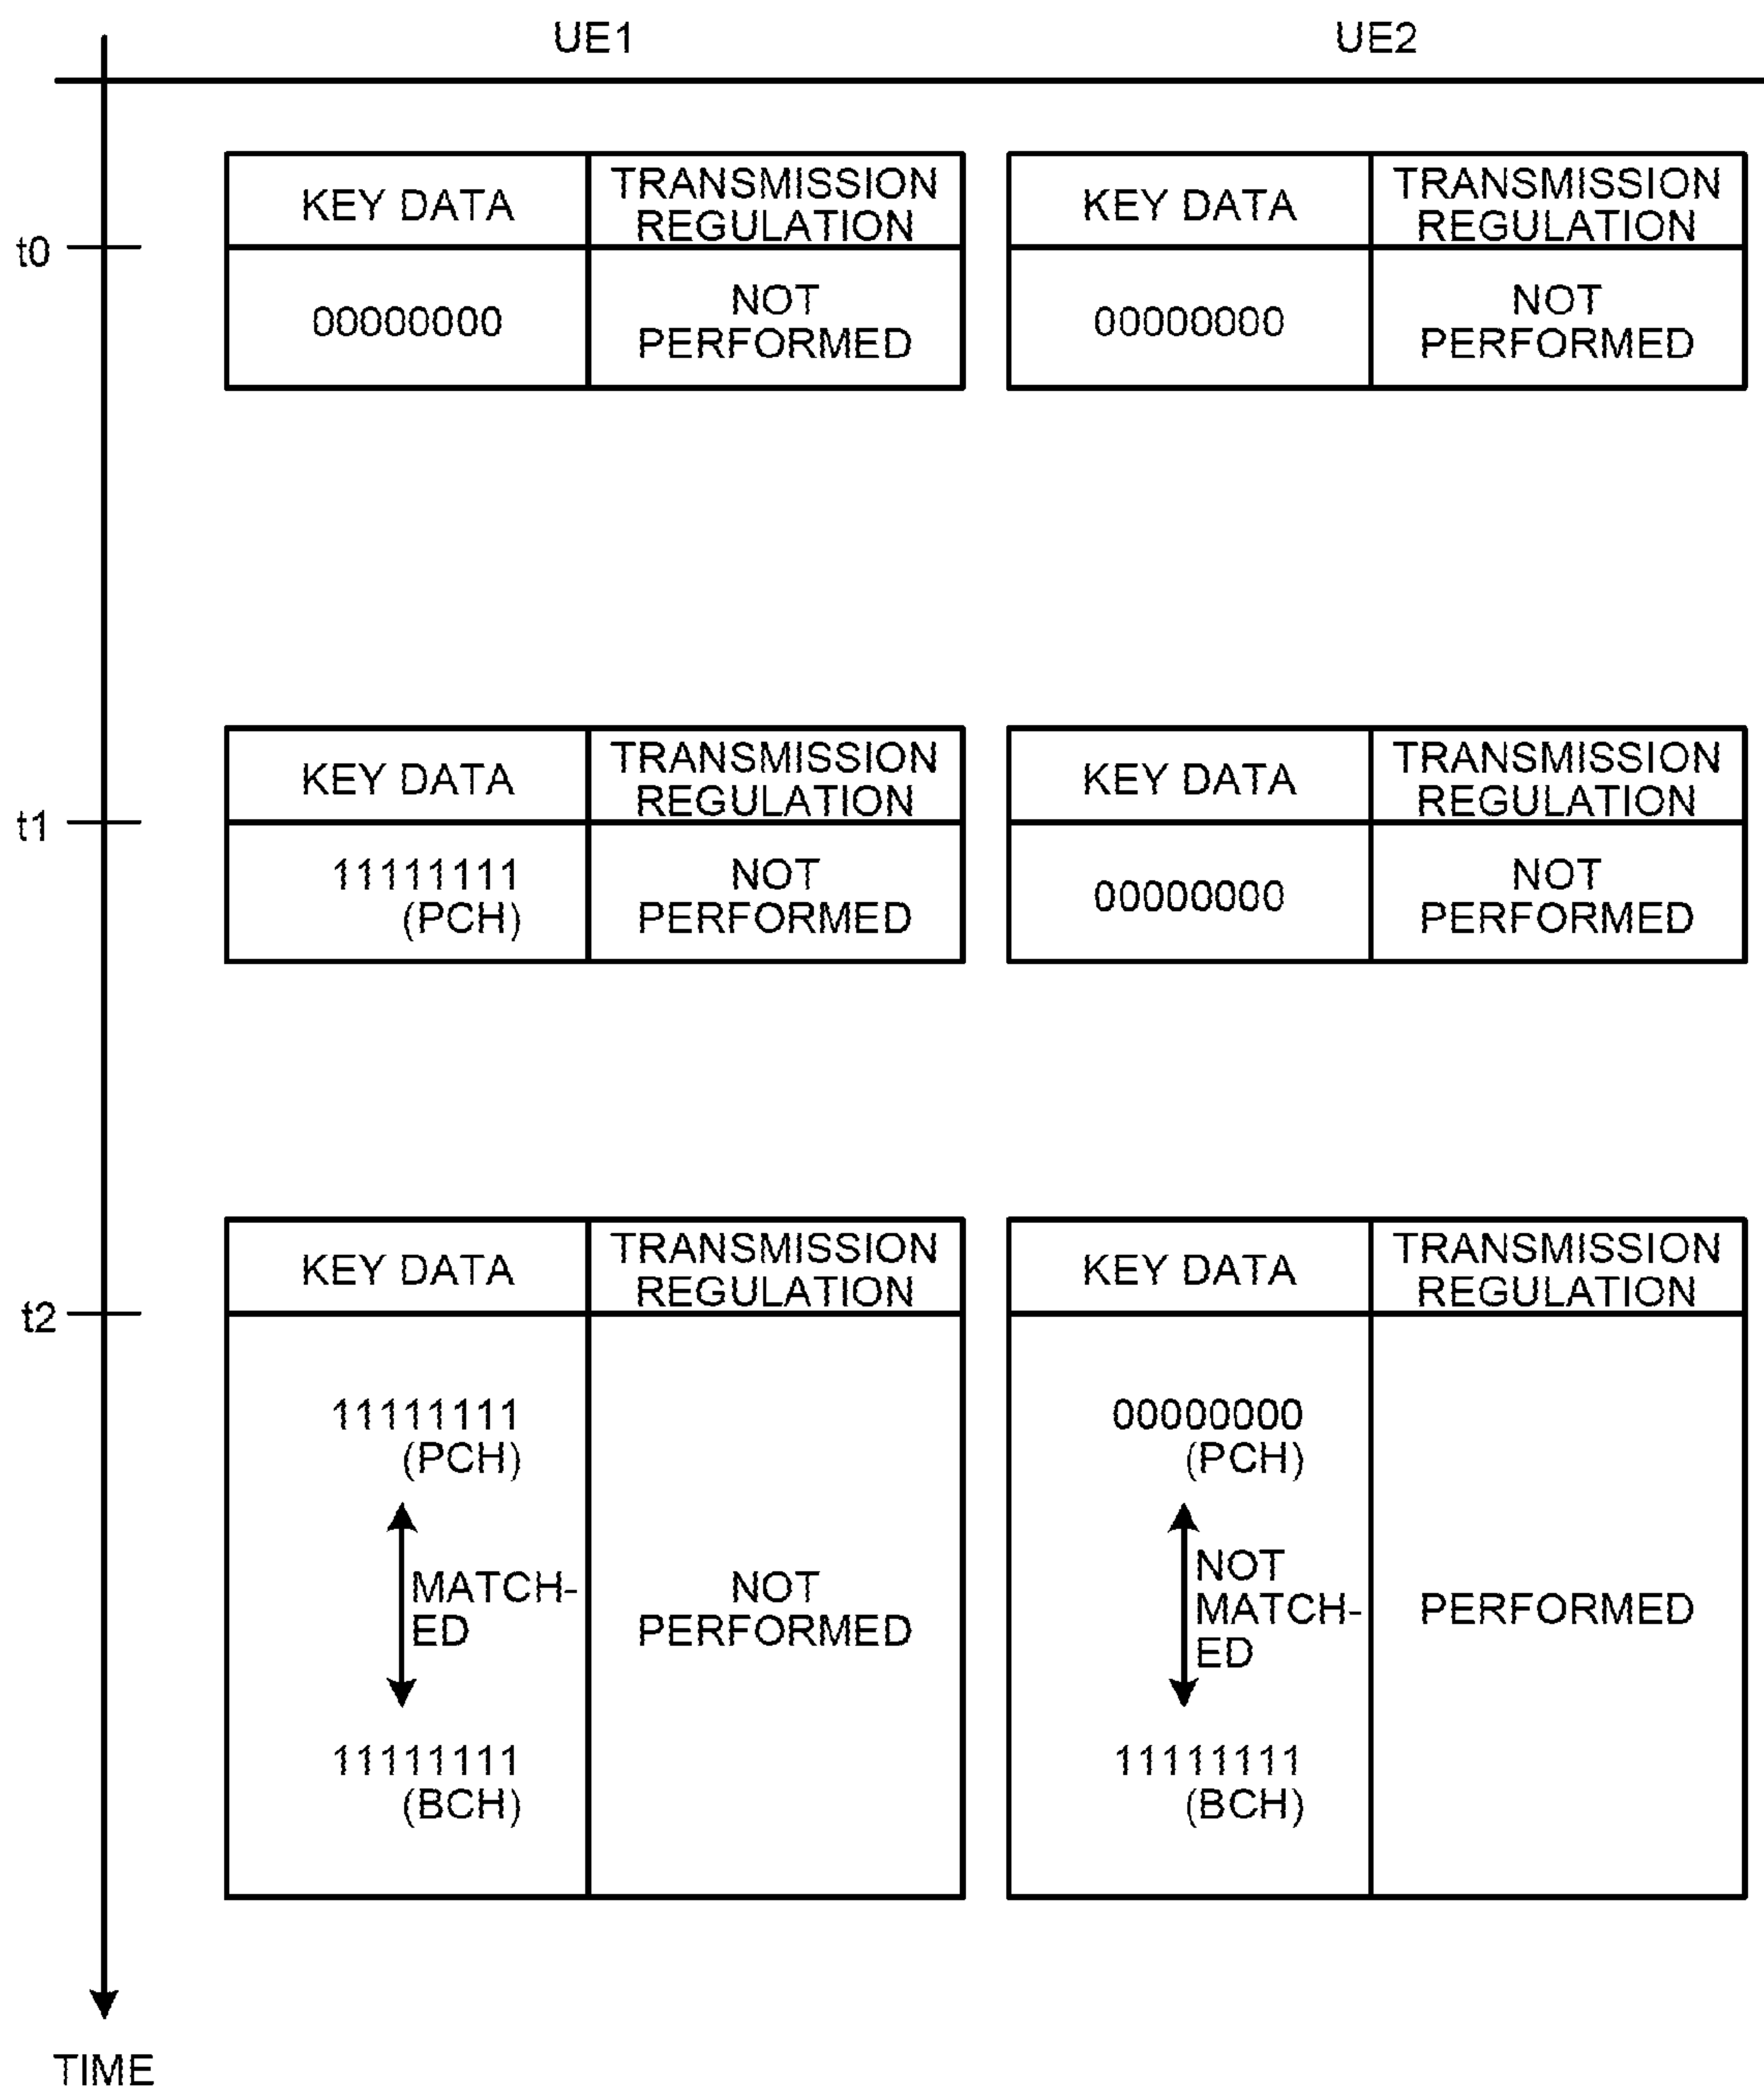 UE1
UE2
KEY DATA
TRANSMISSION
REGULATION
KEY DATA
TRANSMISSION
REGULATION
t0
00000000
NOT
PERFORMED
00000000
NOT
PERFORMED
KEY DATA
TRANSMISSION
REGULATION
KEY DATA
TRANSMISSION
REGULATION
t1
11111111
(PCH)
NOT
PERFORMED
00000000
NOT
PERFORMED
KEY DATA
TRANSMISSION
REGULATION
KEY DATA
TRANSMISSION
REGULATION
t2
11111111
(PCH)
MATCH-
ED
11111111
(BCH)
NOT
PERFORMED
00000000
(PCH)
NOT
MATCH-
ED
11111111
(BCH)
PERFORMED
TIME